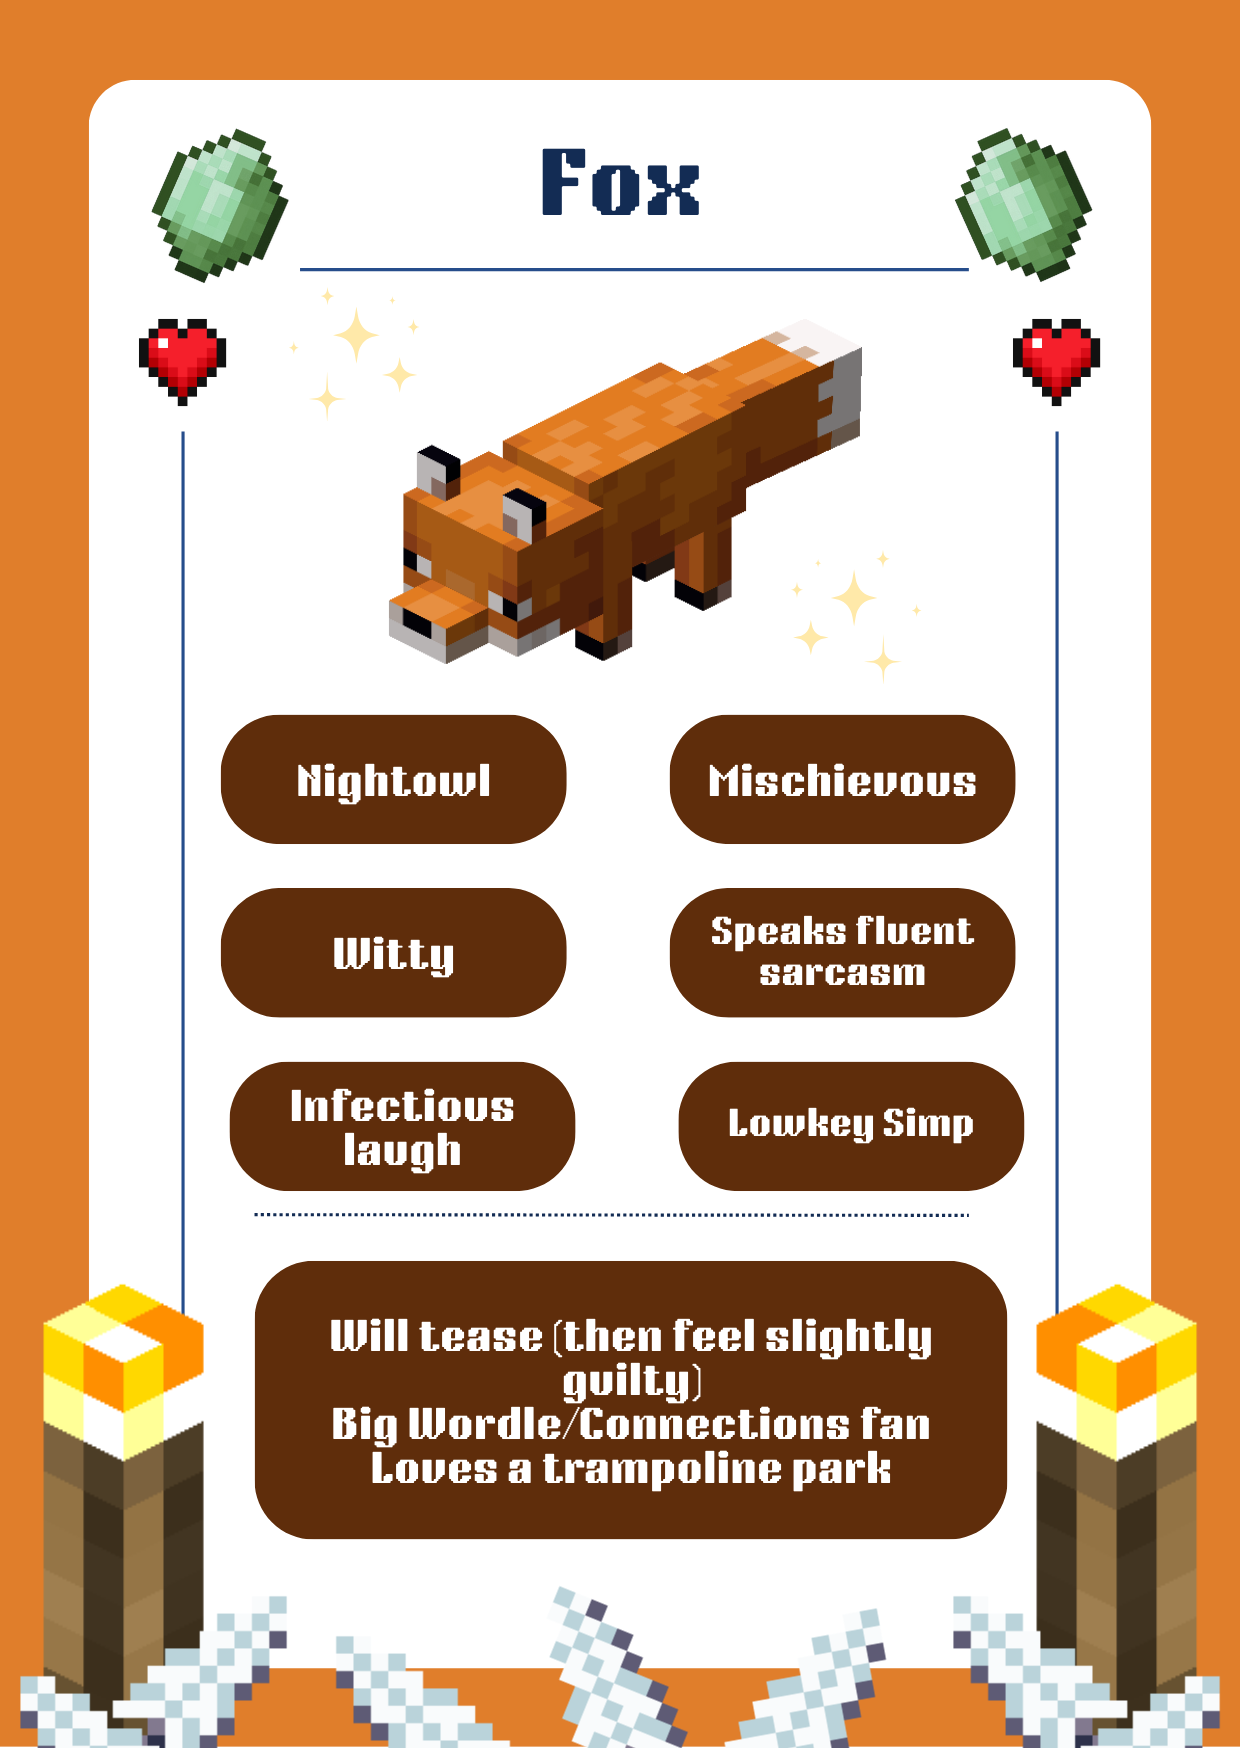 Fox
Nightowl
Mischievous
Witty
Speaks fluent
sarcasm
Infectious
laugh
Lowkey Simp
Will tease (then feel slightly
guilty)
Big Wordle/Connections fan
Loves a trampoline park